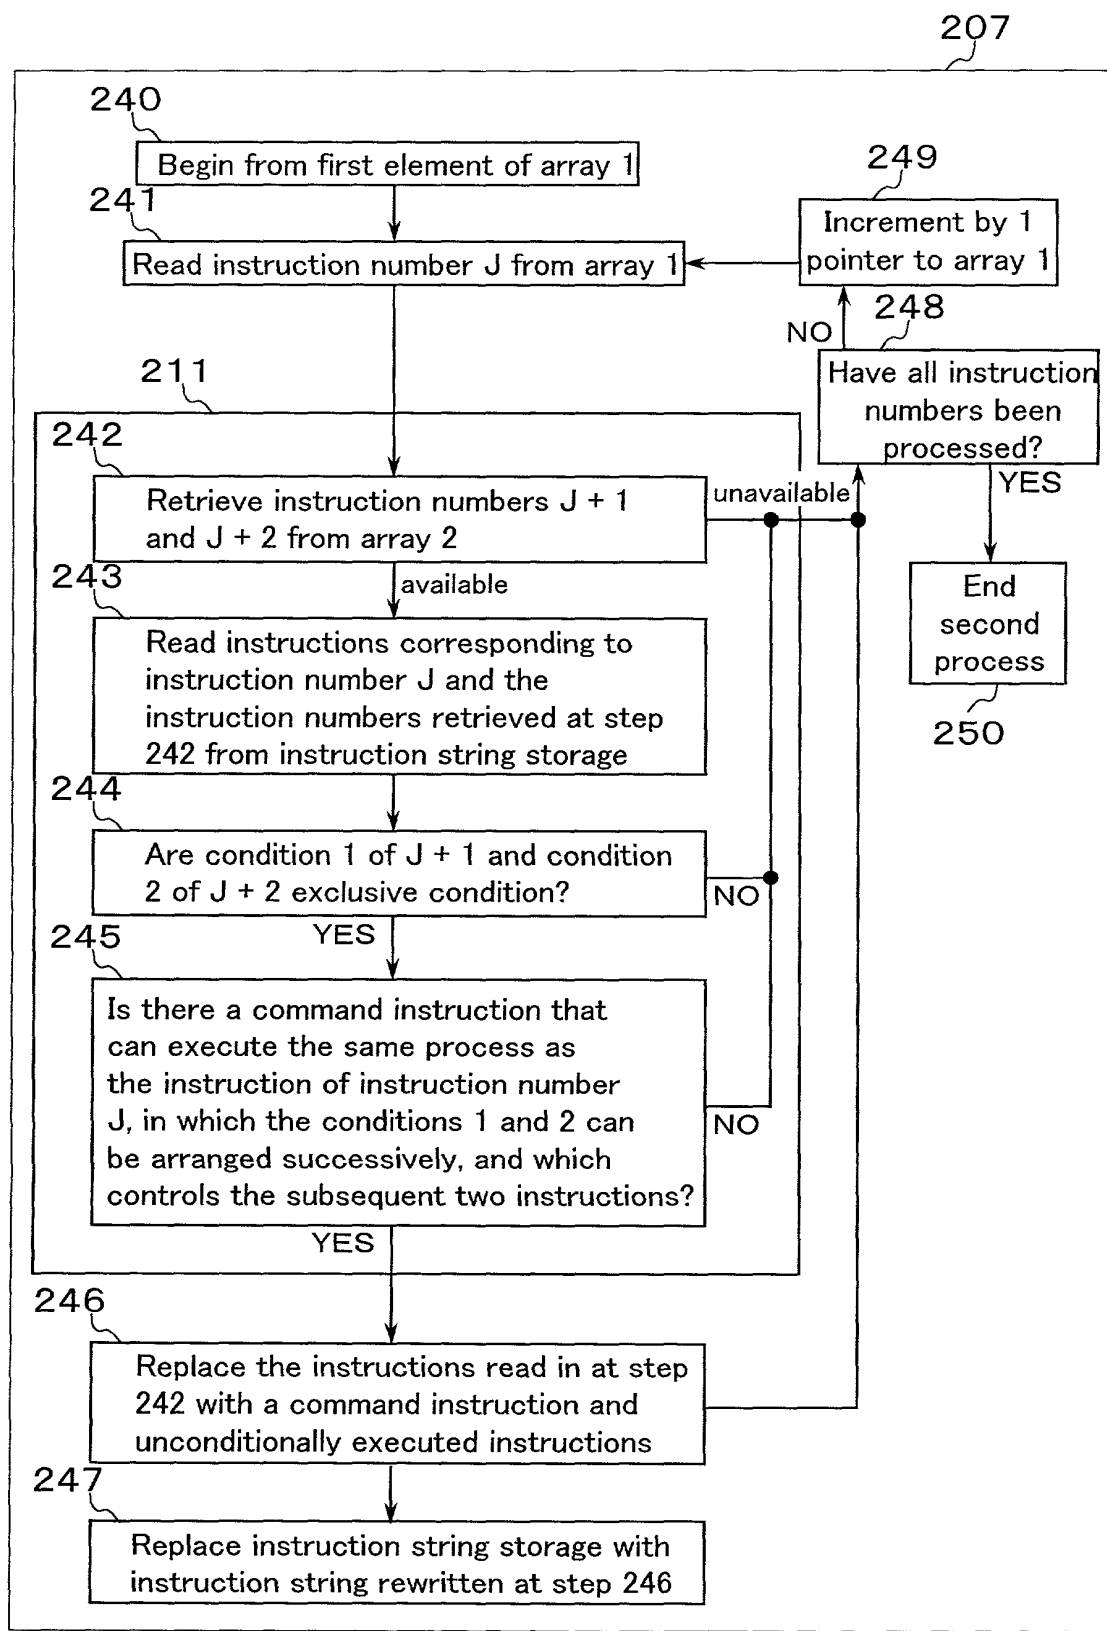 207
240
Begin from first element of array 1
241
Read instruction number J from array 1
249
Increment by 1
pointer to array 1
248
NO
Have all instruction
numbers been
processed?
YES
End
second
process
250
211
242
Retrieve instruction numbers J + 1
and J + 2 from array 2
unavailable
243
available
Read instructions corresponding to
instruction number J and the
instruction numbers retrieved at step
242 from instruction string storage
244
Are condition 1 of J + 1 and condition
2 of J + 2 exclusive condition?
NO
YES
245
Is there a command instruction that
can execute the same process as
the instruction of instruction number
J, in which the conditions 1 and 2 can
be arranged successively, and which
controls the subsequent two instructions?
NO
YES
246
Replace the instructions read in at step
242 with a command instruction and
unconditionally executed instructions
247
Replace instruction string storage with
instruction string rewritten at step 246